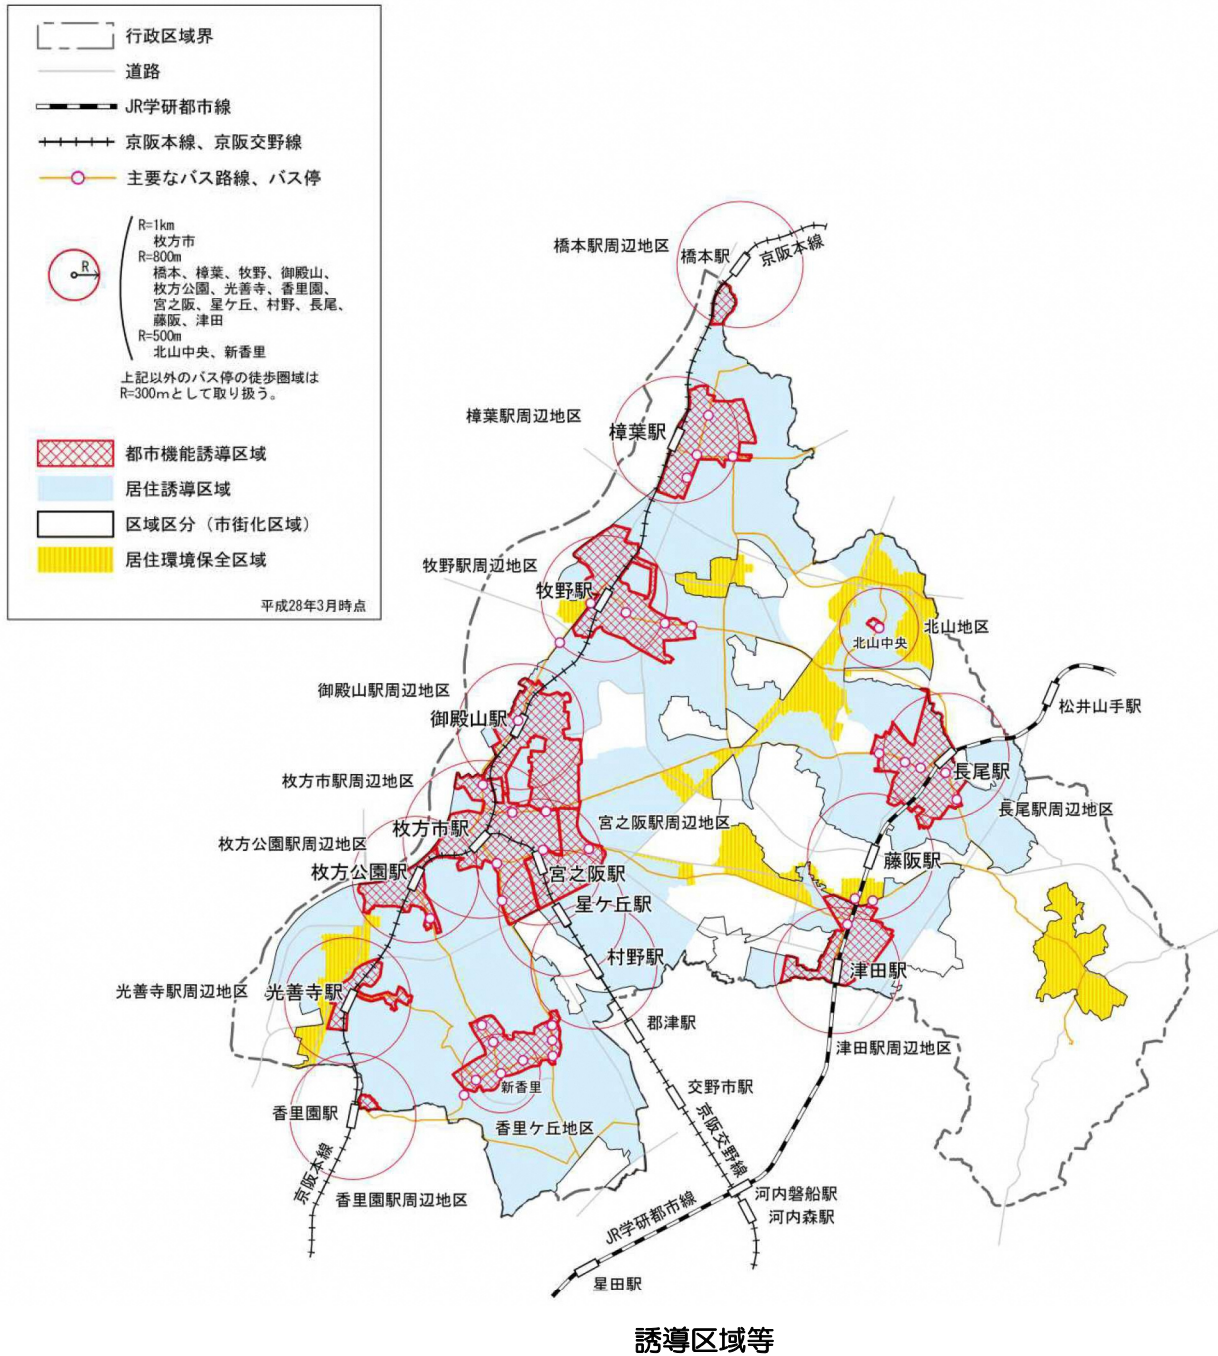 行政区域界
道路
JR学研都市線
京阪本線、京阪交野線
主要なバス路線、バス停
R
R=1km
枚方市
R=800m
橋本、樟葉、牧野、御殿山、
枚方公園、光善寺、香里園、
宮之阪、星ケ丘、村野、長尾、
藤阪、津田
R=500m
北山中央、新香里
上記以外のバス停の徒歩圏域は
R=300mとして取り扱う。
都市機能誘導区域
居住誘導区域
区域区分（市街化区域）
居住環境保全区域
平成28年3月時点
橋本駅周辺地区
橋本駅
京阪本線
樟葉駅周辺地区
樟葉駅
牧野駅周辺地区
牧野駅
北山地区
北山中央
御殿山駅周辺地区
御殿山駅
松井山手駅
枚方市駅周辺地区
長尾駅
長尾駅周辺地区
枚方市駅
宮之阪駅周辺地区
枚方公園駅周辺地区
枚方公園駅
宮之阪駅
藤阪駅
星ケ丘駅
村野駅
津田駅
光善寺駅周辺地区
光善寺駅
郡津駅
津田駅周辺地区
新香里
交野市駅
香里園駅
香里ケ丘地区
京阪交野線
京阪本線
香里園駅周辺地区
河内磐船駅
河内森駅
JR学研都市線
星田駅
誘導区域等